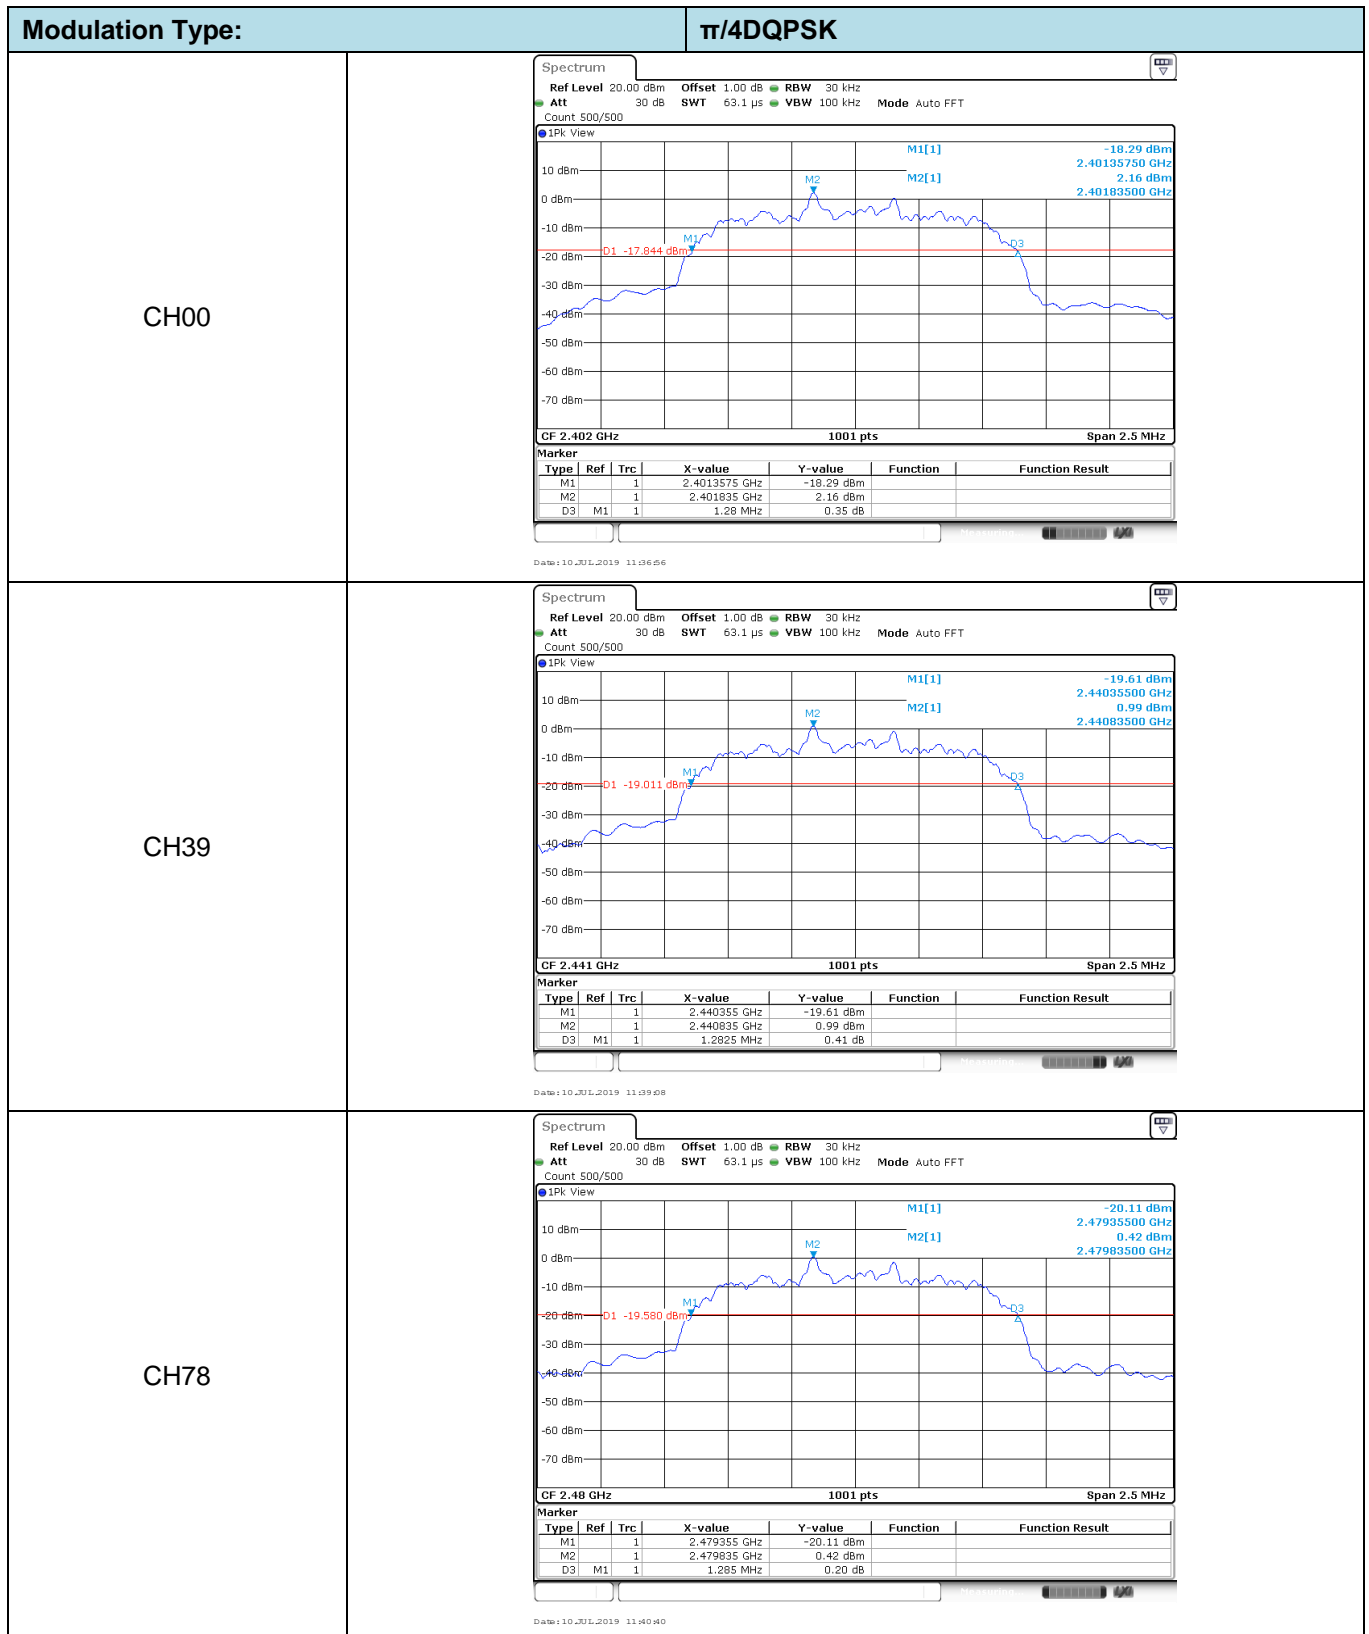 Modulation Type: π/4DQPSK
CH00
Spectrum
Ref Level 20.00 dBm Offset 1.00 dB RBW 30 kHz
Att 30 dB SWT 63.1 µs VBW 100 kHz Mode Auto FFT
Count 500/500
1Pk View
M1[1] -18.29 dBm
2.40135750 GHz
M2[1] 2.16 dBm
2.40183500 GHz
10 dBm
M2
0 dBm
-10 dBm
M1
D3
D1 -17.844 dBm
-20 dBm
-30 dBm
-40 dBm
-50 dBm
-60 dBm
-70 dBm
CF 2.402 GHz 1001 pts Span 2.5 MHz
Marker
Type Ref Trc X-value Y-value Function Function Result
M1 1 2.4013575 GHz -18.29 dBm
M2 1 2.401835 GHz 2.16 dBm
D3 M1 1 1.28 MHz 0.35 dB
Measuring...
Date: 10.JUL.2019 11:36:56
CH39
Spectrum
Ref Level 20.00 dBm Offset 1.00 dB RBW 30 kHz
Att 30 dB SWT 63.1 µs VBW 100 kHz Mode Auto FFT
Count 500/500
1Pk View
M1[1] -19.61 dBm
2.44035500 GHz
M2[1] 0.99 dBm
2.44083500 GHz
10 dBm
M2
0 dBm
-10 dBm
M1
D3
D1 -19.011 dBm
-20 dBm
-30 dBm
-40 dBm
-50 dBm
-60 dBm
-70 dBm
CF 2.441 GHz 1001 pts Span 2.5 MHz
Marker
Type Ref Trc X-value Y-value Function Function Result
M1 1 2.440355 GHz -19.61 dBm
M2 1 2.440835 GHz 0.99 dBm
D3 M1 1 1.2825 MHz 0.41 dB
Measuring...
Date: 10.JUL.2019 11:39:08
CH78
Spectrum
Ref Level 20.00 dBm Offset 1.00 dB RBW 30 kHz
Att 30 dB SWT 63.1 µs VBW 100 kHz Mode Auto FFT
Count 500/500
1Pk View
M1[1] -20.11 dBm
2.47935500 GHz
M2[1] 0.42 dBm
2.47983500 GHz
10 dBm
M2
0 dBm
-10 dBm
M1
D3
D1 -19.580 dBm
-20 dBm
-30 dBm
-40 dBm
-50 dBm
-60 dBm
-70 dBm
CF 2.48 GHz 1001 pts Span 2.5 MHz
Marker
Type Ref Trc X-value Y-value Function Function Result
M1 1 2.479355 GHz -20.11 dBm
M2 1 2.479835 GHz 0.42 dBm
D3 M1 1 1.285 MHz 0.20 dB
Measuring...
Date: 10.JUL.2019 11:40:40